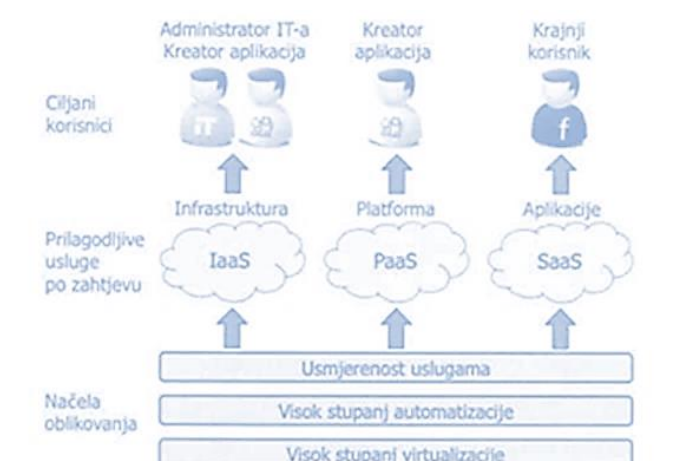 Administrator IT-a
Kreator aplikacija
Kreator
aplikacija
Krajnji
korisnik
Ciljani
korisnici
IT
f
Infrastruktura
Platforma
Aplikacije
Prilagodljive
usluge
po zahtjevu
IaaS
PaaS
SaaS
Usmjerenost uslugama
Načela
oblikovanja
Visok stupanj automatizacije
Visok stupanj virtualizacije